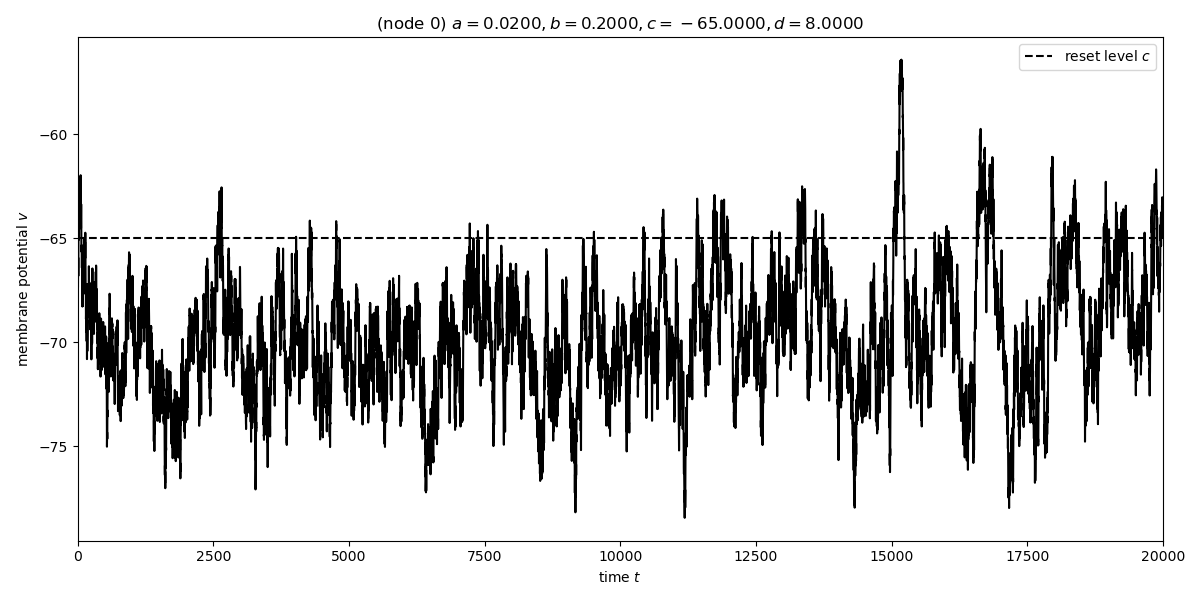 (node 0) a = 0.0200, b = 0.2000, c = −65.0000, d = 8.0000
reset level c
−60
−65
−70
−75
membrane potential v
0 2500 5000 7500 10000 12500 15000 17500 20000
time t